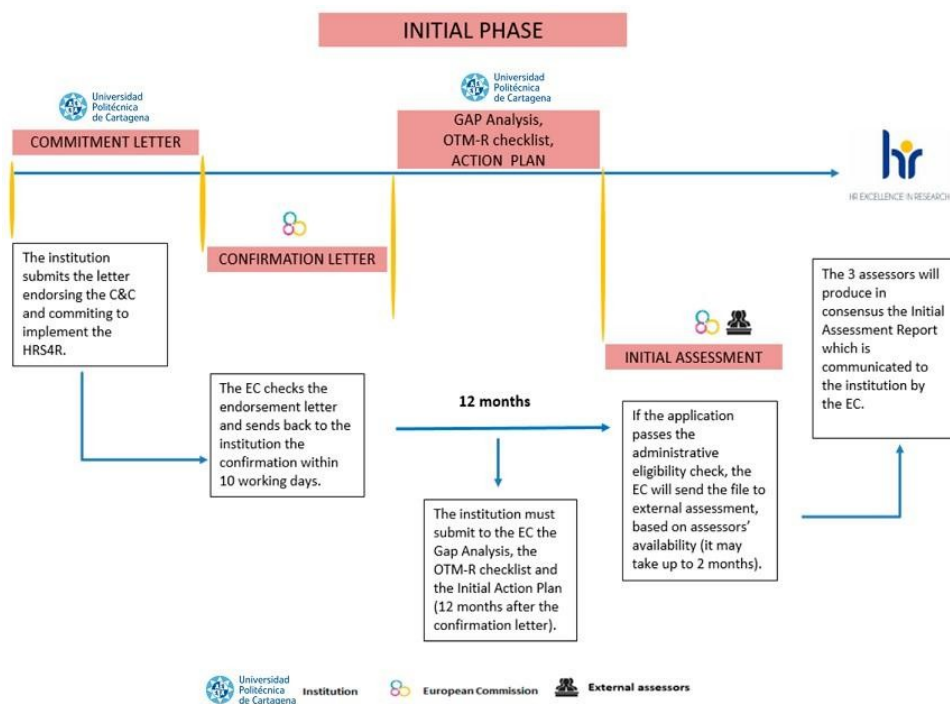 INITIAL PHASE
Universidad
Politécnica
de Cartagena
COMMITMENT LETTER
Universidad
Politécnica
de Cartagena
GAP Analysis,
OTM-R checklist,
ACTION PLAN
hr
HR EXCELLENCE IN RESEARCH
CONFIRMATION LETTER
INITIAL ASSESSMENT
The institution
submits the letter
endorsing the C&C
and commiting to
implement the
HRS4R.
The EC checks the
endorsement letter
and sends back to the
institution the
confirmation within
10 working days.
12 months
The institution must
submit to the EC the
Gap Analysis, the
OTM-R checklist and
the Initial Action Plan
(12 months after the
confirmation letter).
If the application
passes the
administrative
eligibility check, the
EC will send the file to
external assessment,
based on assessors’
availability (it may
take up to 2 months).
The 3 assessors will
produce in
consensus the Initial
Assessment Report
which is
communicated to
the institution by
the EC.
Universidad
Politécnica
de Cartagena
Institution
European Commission
External assessors